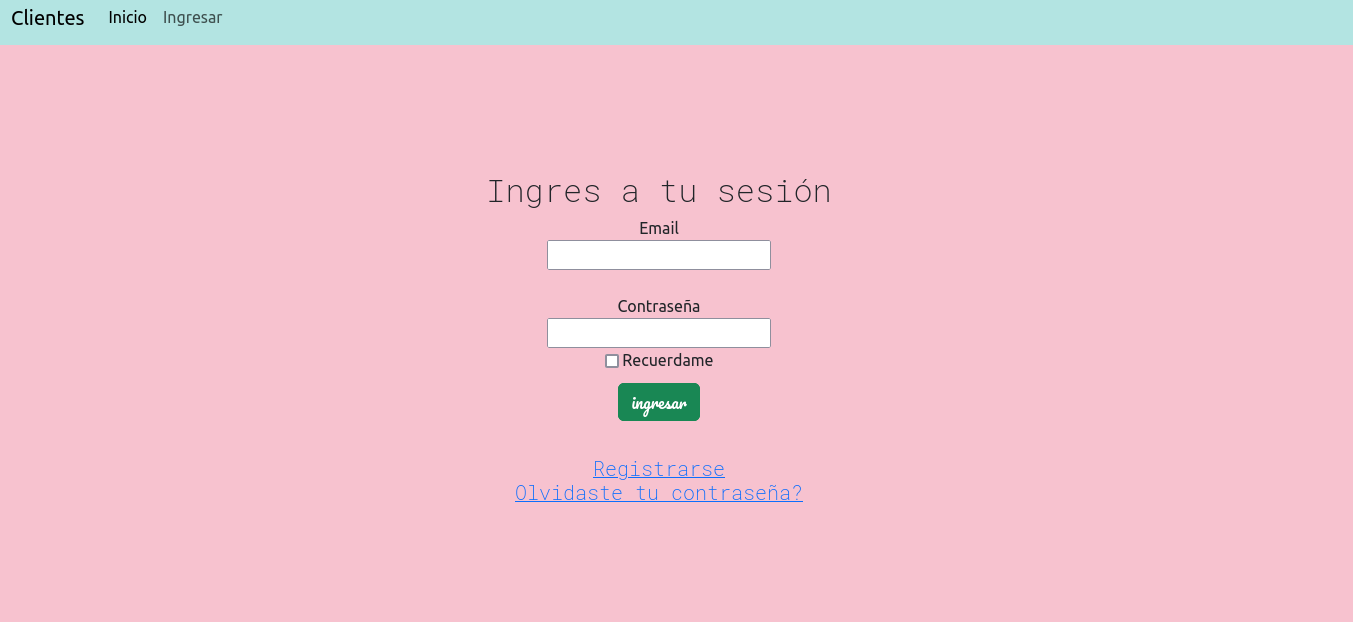 Clientes Inicio Ingresar
Ingres a tu sesión
Email
Contraseña
Recuerdame
ingresar
Registrarse
Olvidaste tu contraseña?